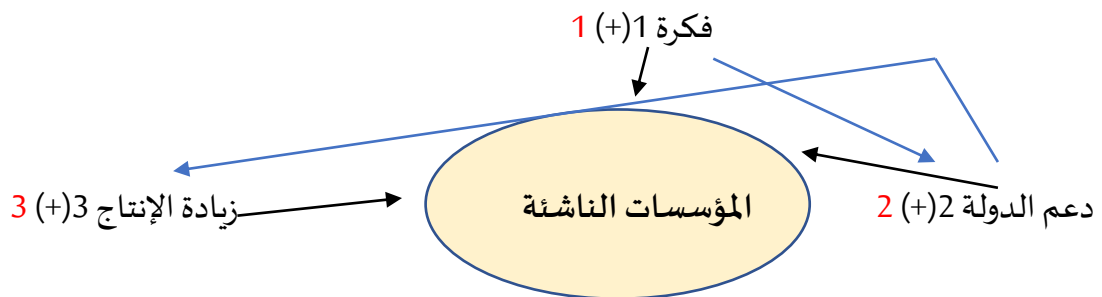 فكرة 1(+) 1
دعم الدولة 2(+) 2
المؤسسات الناشئة
زيادة الإنتاج 3(+) 3